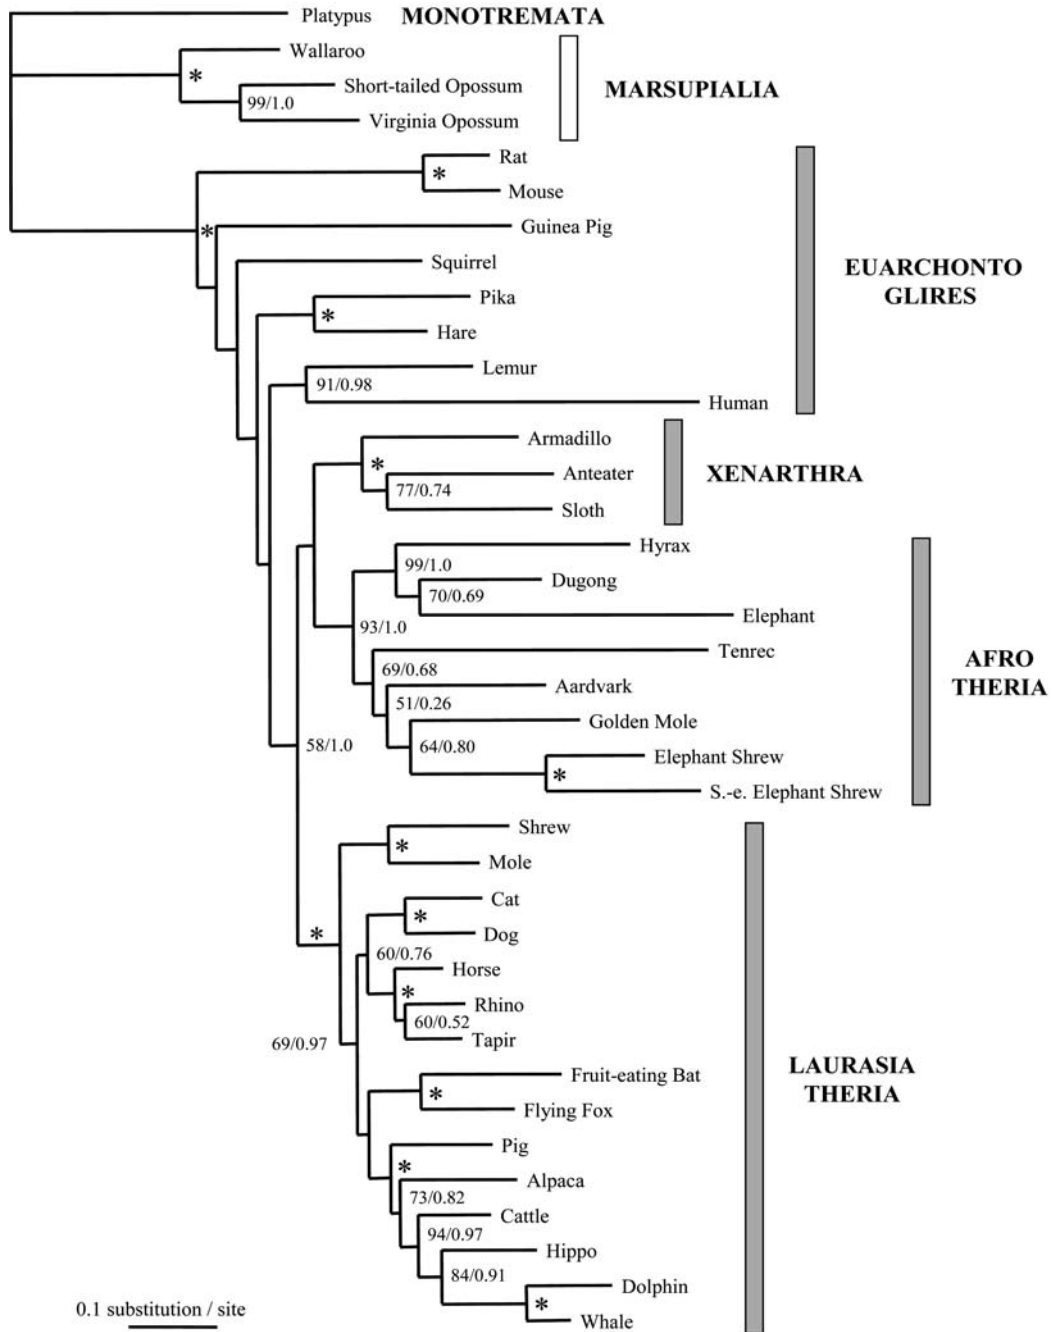 Platypus MONOTREMATA
Wallaroo
*
Short-tailed Opossum
MARSUPIALIA
99/1.0
Virginia Opossum
Rat
*
Mouse
*
Guinea Pig
Squirrel
EUARCHONTO
GLIRES
Pika
*
Hare
Lemur
91/0.98
Human
Armadillo
*
Anteater
XENARTHRA
77/0.74
Sloth
Hyrax
99/1.0
Dugong
70/0.69
Elephant
93/1.0
Tenrec
AFRO
THERIA
69/0.68
Aardvark
51/0.26
Golden Mole
58/1.0
64/0.80
Elephant Shrew
*
S.-e. Elephant Shrew
Shrew
*
Mole
Cat
*
Dog
*
60/0.76
Horse
*
Rhino
60/0.52
Tapir
69/0.97
LAURASIA
THERIA
Fruit-eating Bat
*
Flying Fox
Pig
*
Alpaca
73/0.82
Cattle
94/0.97
Hippo
84/0.91
Dolphin
*
Whale
0.1 substitution / site